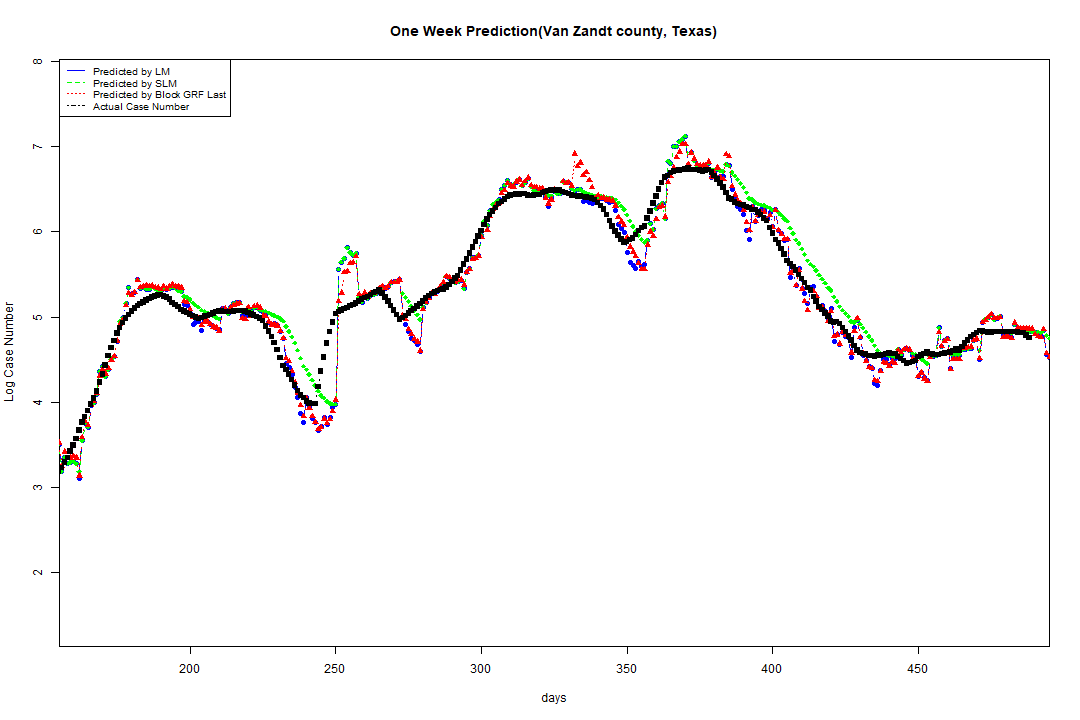 One Week Prediction(Van Zandt county, Texas)
Predicted by LM
Predicted by SLM
Predicted by Block GRF Last
Actual Case Number
Log Case Number
8
7
6
5
4
3
2
200 250 300 350 400 450
days